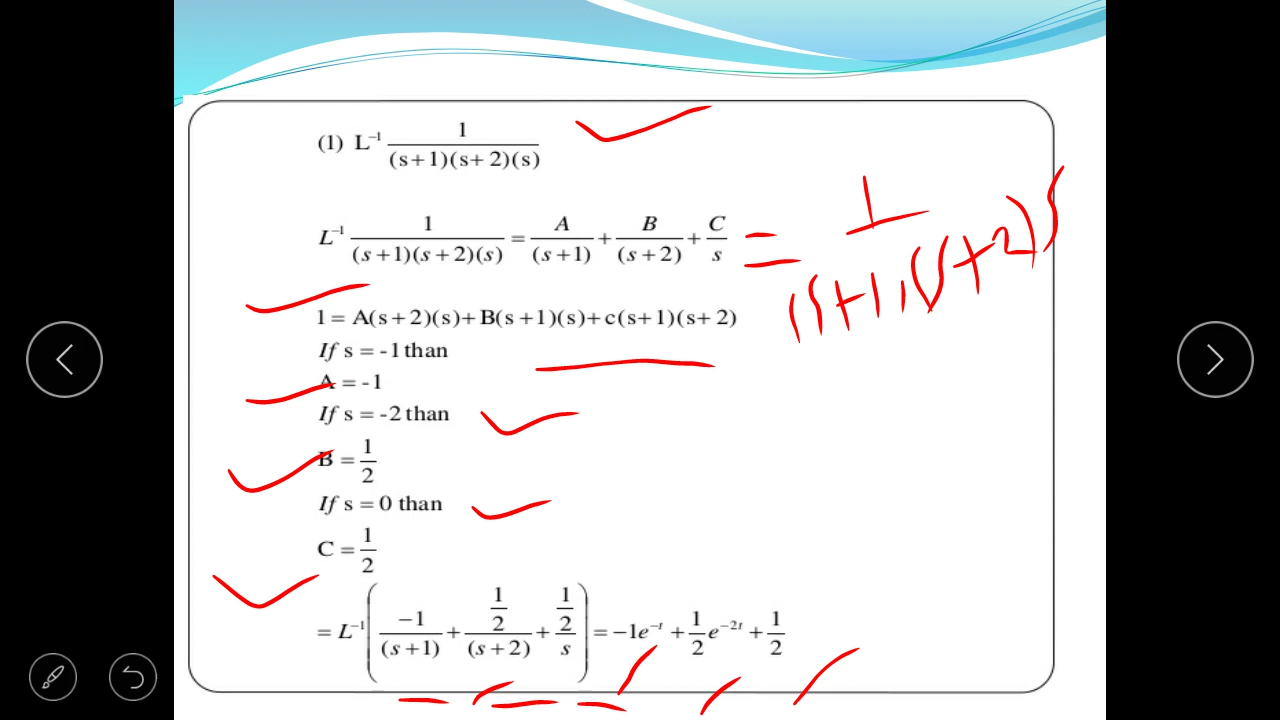 (1) L⁻¹ 1/((s+1)(s+2)(s))
L⁻¹ 1/((s+1)(s+2)(s)) = A/(s+1) + B/(s+2) + C/s = 1/((s+1)(s+2)s)
1 = A(s+2)(s)+B(s+1)(s)+c(s+1)(s+2)
If s = -1 than
A = -1
If s = -2 than
B = 1/2
If s = 0 than
C = 1/2
= L⁻¹( -1/(s+1) + (1/2)/(s+2) + (1/2)/s ) = -1e⁻ᵗ + 1/2 e⁻²ᵗ + 1/2